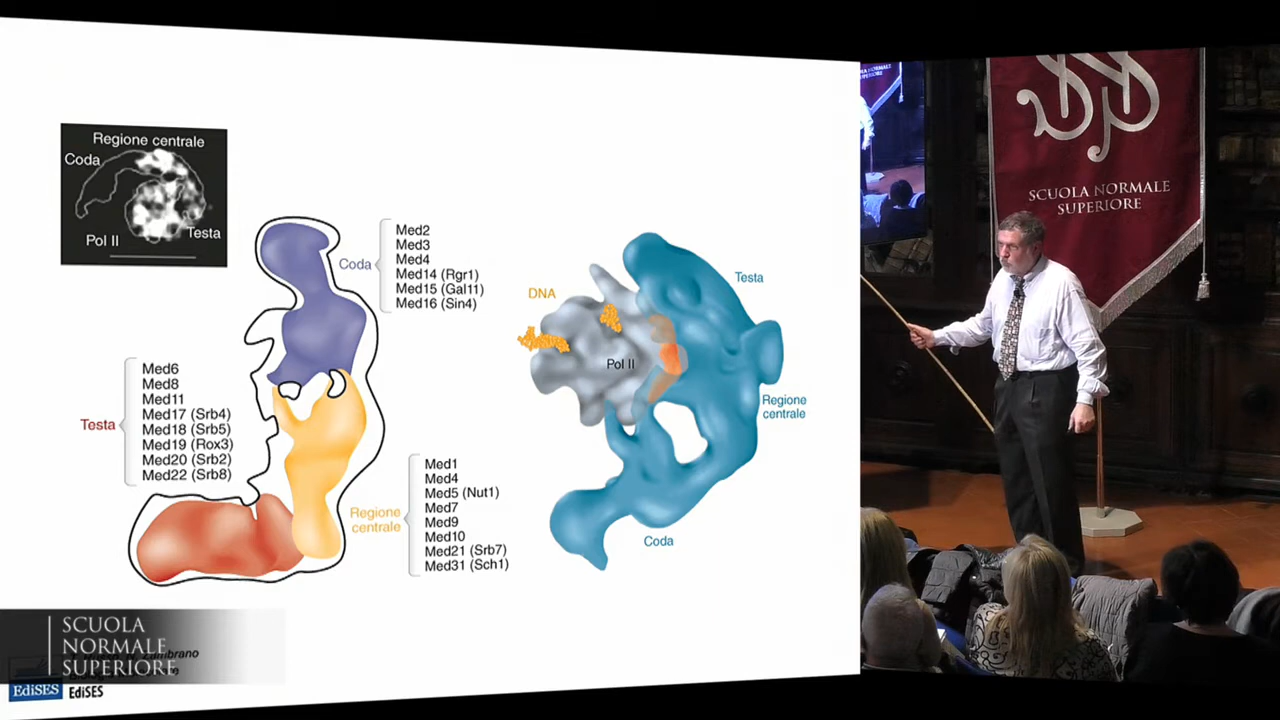 Regione centrale
Coda
Testa
Pol II
Coda
Med2
Med3
Med4
Med14 (Rgr1)
Med15 (Gal11)
Med16 (Sin4)
Testa
Med6
Med8
Med11
Med17 (Srb4)
Med18 (Srb5)
Med19 (Rox3)
Med20 (Srb2)
Med22 (Srb8)
Regione
centrale
Med1
Med4
Med5 (Nut1)
Med7
Med9
Med10
Med21 (Srb7)
Med31 (Sch1)
DNA
Pol II
Testa
Regione
centrale
Coda
SCUOLA
NORMALE
SUPERIORE
Zambrano
EdiSES
EdiSES
SCUOLA NORMALE
SUPERIORE